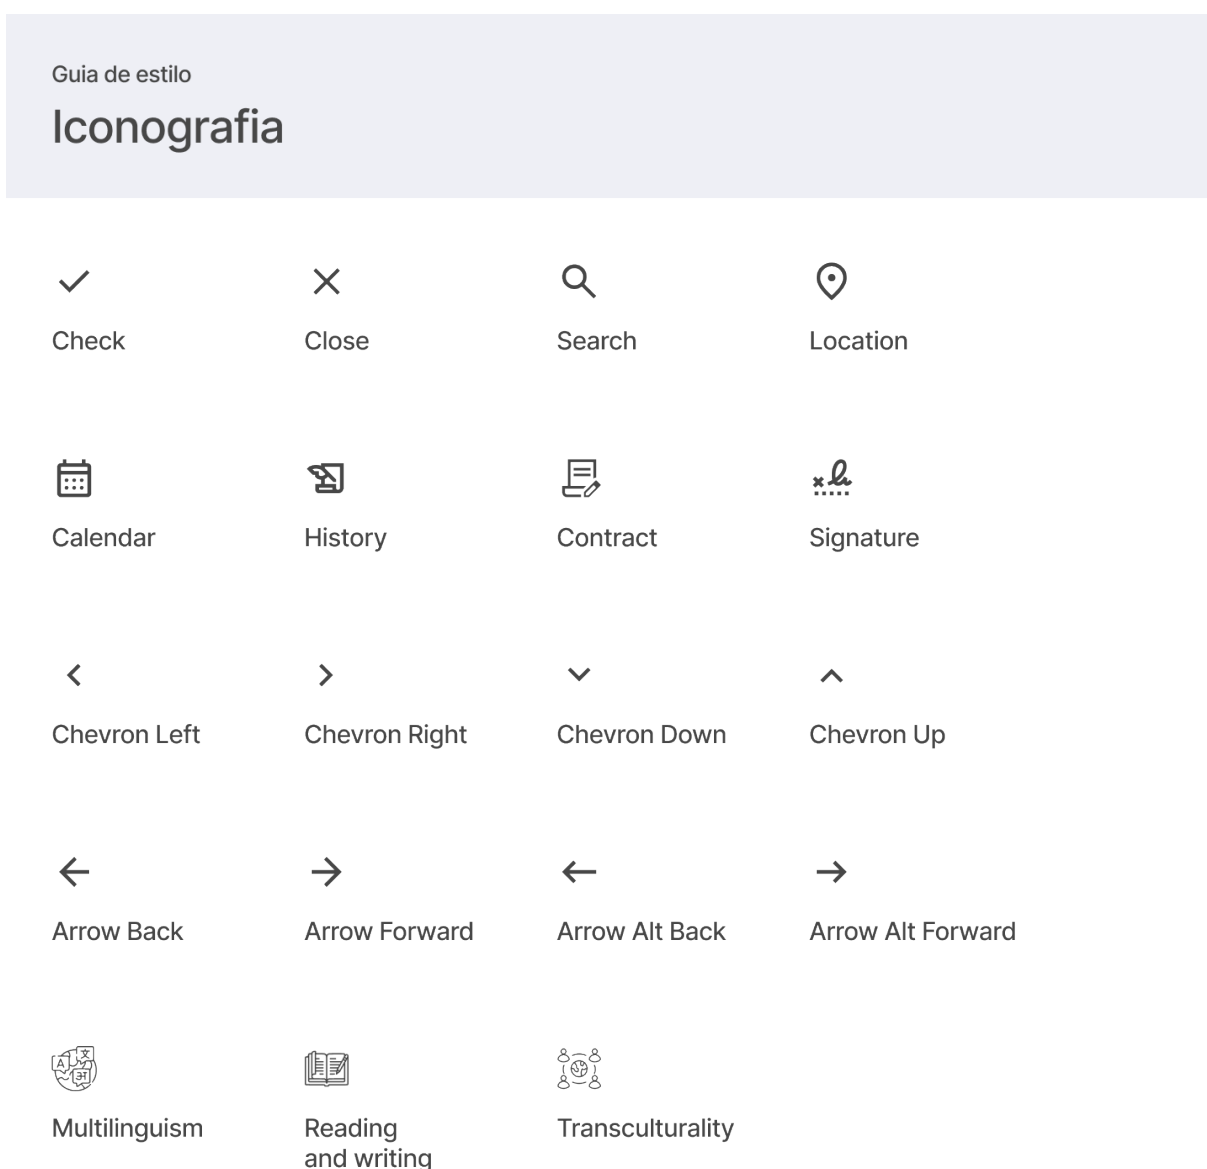 Guia de estilo
Iconografia
Check
Close
Search
Location
Calendar
History
Contract
Signature
Chevron Left
Chevron Right
Chevron Down
Chevron Up
Arrow Back
Arrow Forward
Arrow Alt Back
Arrow Alt Forward
A
文
अ
Multilinguism
Reading
and writing
Transculturality